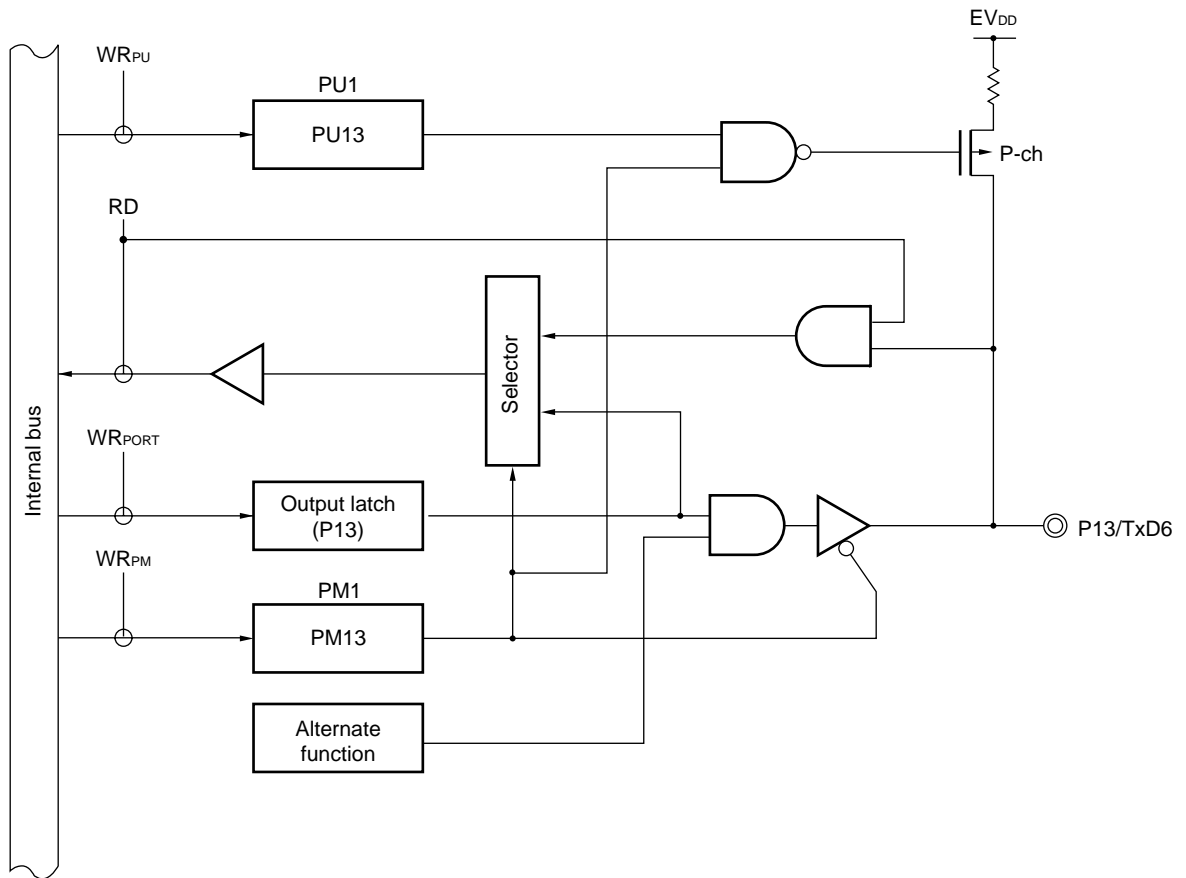 EVDD
WRPU
PU1
PU13
P-ch
RD
Selector
Internal bus
WRPORT
Output latch
(P13)
P13/TxD6
WRPM
PM1
PM13
Alternate
function